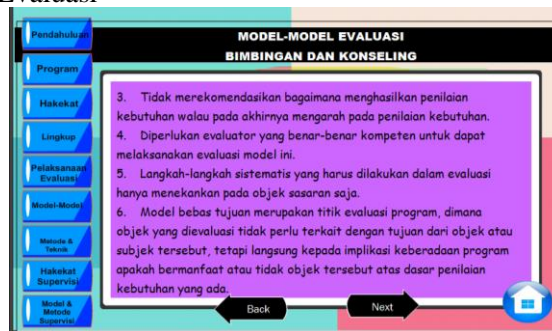 Evaluasi
MODEL-MODEL EVALUASI
BIMBINGAN DAN KONSELING
Pendahuluan
Program
Hakekat
Lingkup
Pelaksanaan
Evaluasi
Model-Model
Metode &
Teknik
Hakekat
Supervisi
Model &
Metode
Supervisi
3. Tidak merekomendasikan bagaimana menghasilkan penilaian
kebutuhan walau pada akhirnya mengarah pada penilaian kebutuhan.
4. Diperlukan evaluator yang benar-benar kompeten untuk dapat
melaksanakan evaluasi model ini.
5. Langkah-langkah sistematis yang harus dilakukan dalam evaluasi
hanya menekankan pada objek sasaran saja.
6. Model bebas tujuan merupakan titik evaluasi program, dimana
objek yang dievaluasi tidak perlu terkait dengan tujuan dari objek atau
subjek tersebut, tetapi langsung kepada implikasi keberadaan program
apakah bermanfaat atau tidak objek tersebut atas dasar penilaian
kebutuhan yang ada.
Back
Next